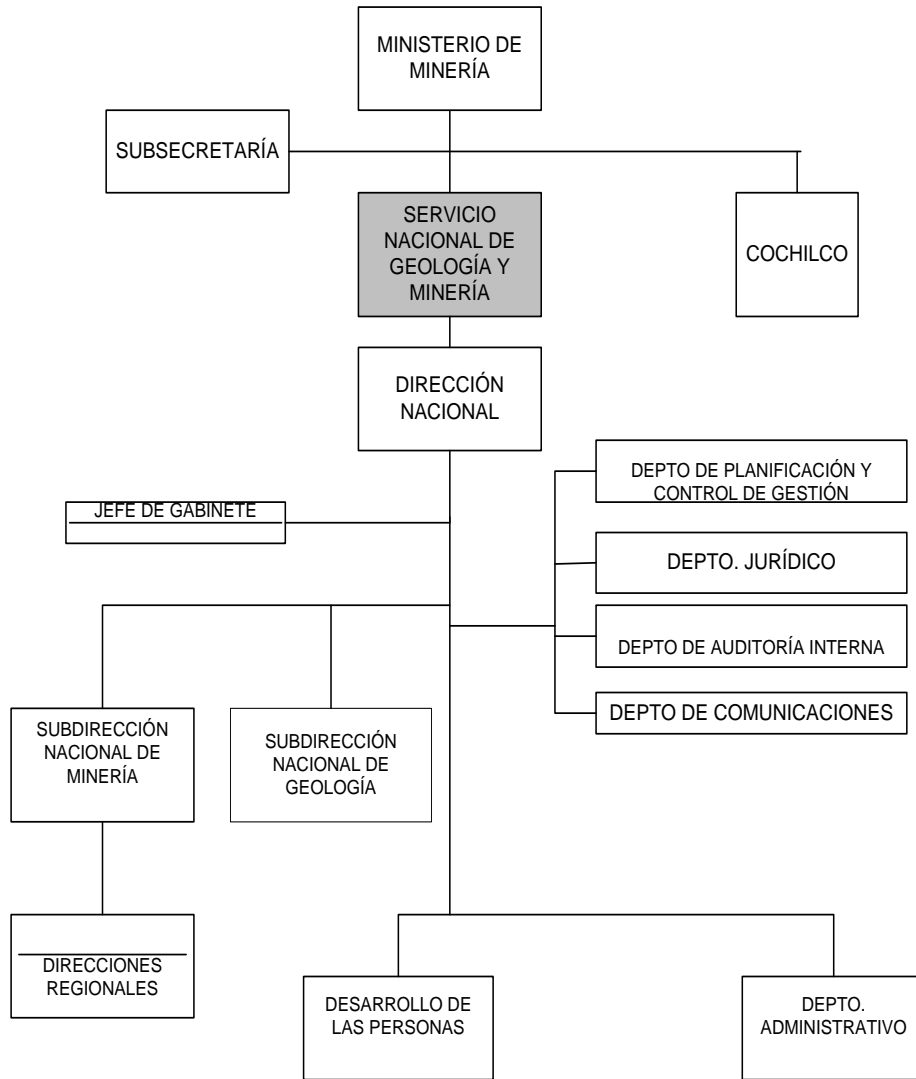 MINISTERIO DE
MINERÍA
SUBSECRETARÍA
SERVICIO
NACIONAL DE
GEOLOGÍA Y
MINERÍA
COCHILCO
DIRECCIÓN
NACIONAL
DEPTO DE PLANIFICACIÓN Y
CONTROL DE GESTIÓN
JEFE DE GABINETE
DEPTO. JURÍDICO
DEPTO DE AUDITORÍA INTERNA
DEPTO DE COMUNICACIONES
SUBDIRECCIÓN
NACIONAL DE
MINERÍA
SUBDIRECCIÓN
NACIONAL DE
GEOLOGÍA
DIRECCIONES
REGIONALES
DESARROLLO DE
LAS PERSONAS
DEPTO.
ADMINISTRATIVO